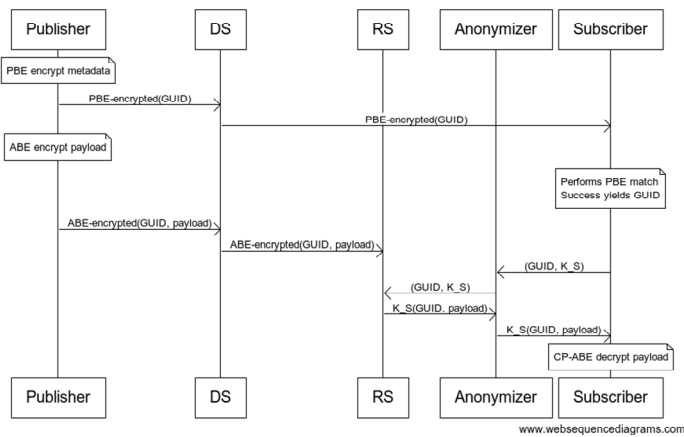 Publisher DS RS Anonymizer Subscriber
PBE encrypt metadata
PBE-encrypted(GUID)
PBE-encrypted(GUID)
ABE encrypt payload
Performs PBE match
Success yields GUID
ABE-encrypted(GUID, payload)
ABE-encrypted(GUID, payload)
(GUID, K_S)
(GUID, K_S)
K_S(GUID, payload)
K_S(GUID, payload)
CP-ABE decrypt payload
Publisher DS RS Anonymizer Subscriber
www.websequencediagrams.com